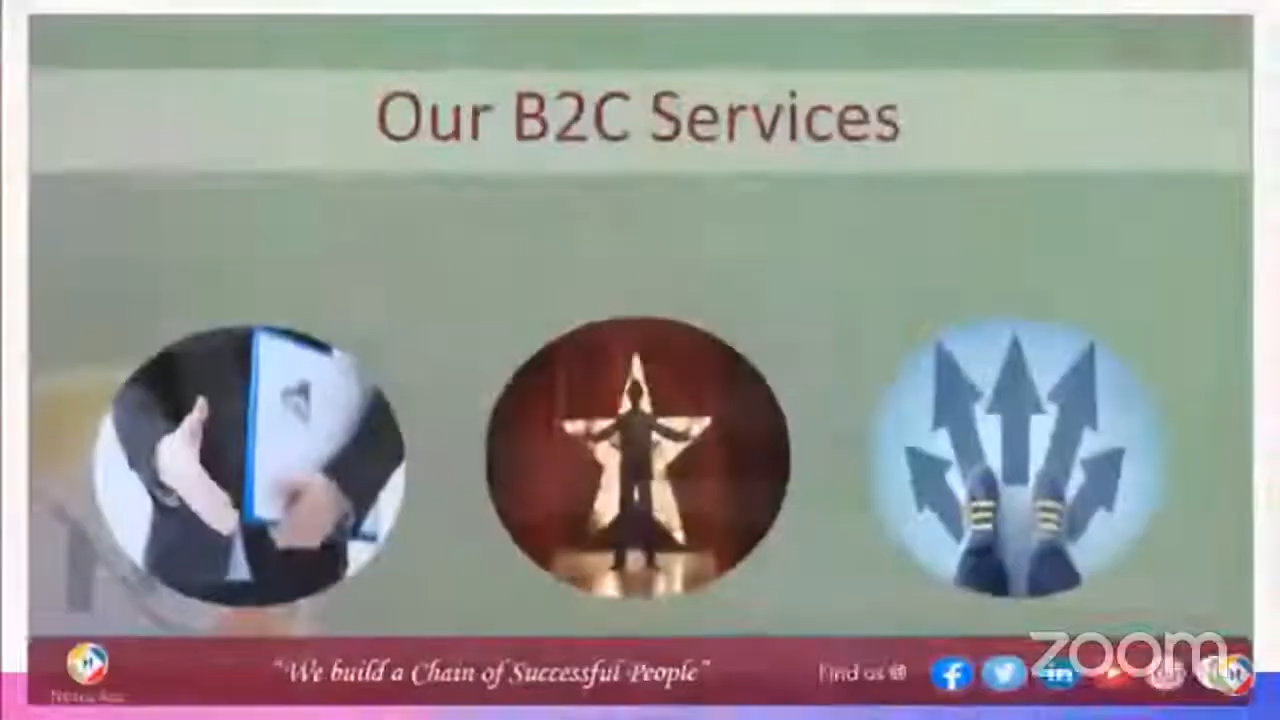 Our B2C Services
"We build a Chain of Successful People"
Find us @
zoom